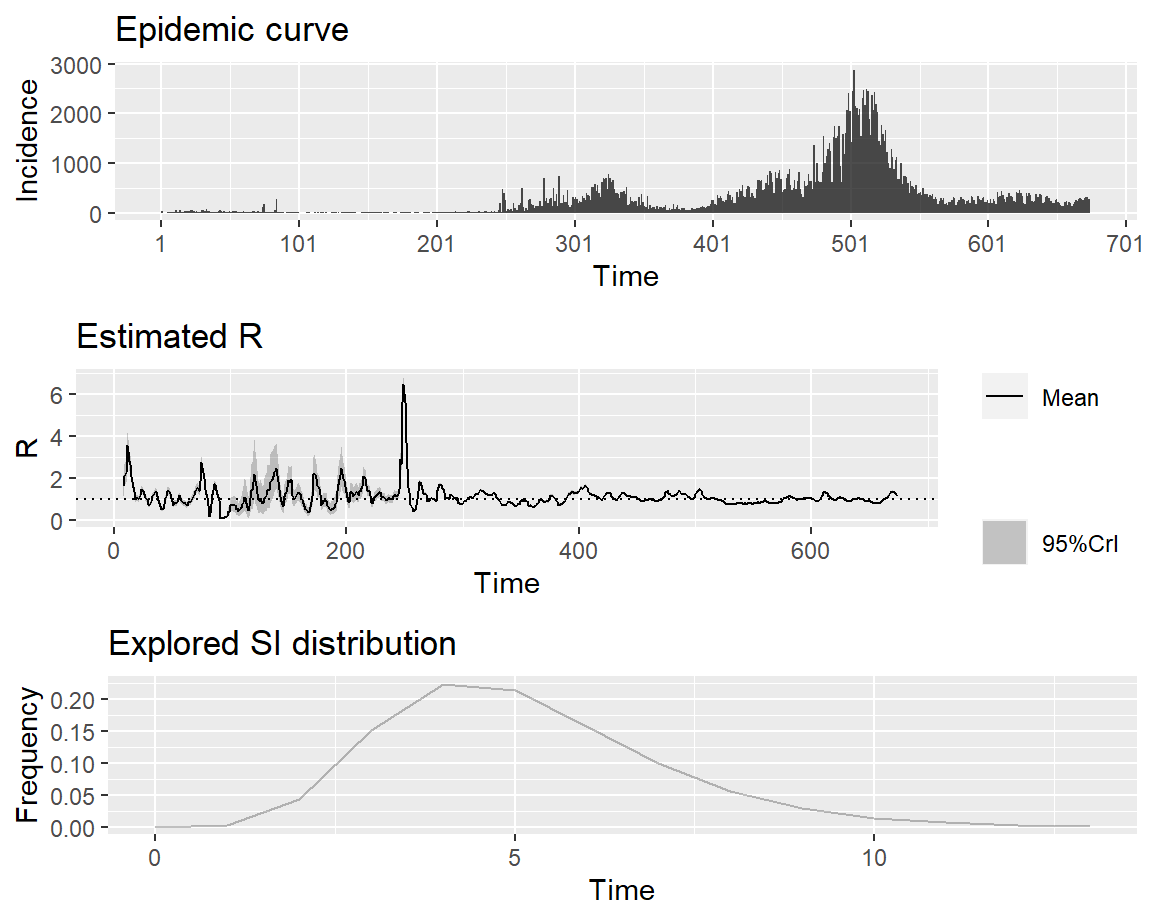 Epidemic curve
3000
2000
1000
0
Incidence
1 101 201 301 401 501 601 701
Time
Estimated R
6
4
2
0
R
0 200 400 600
Time
Mean
95%CrI
Explored SI distribution
0.20
0.15
0.10
0.05
0.00
Frequency
0 5 10
Time